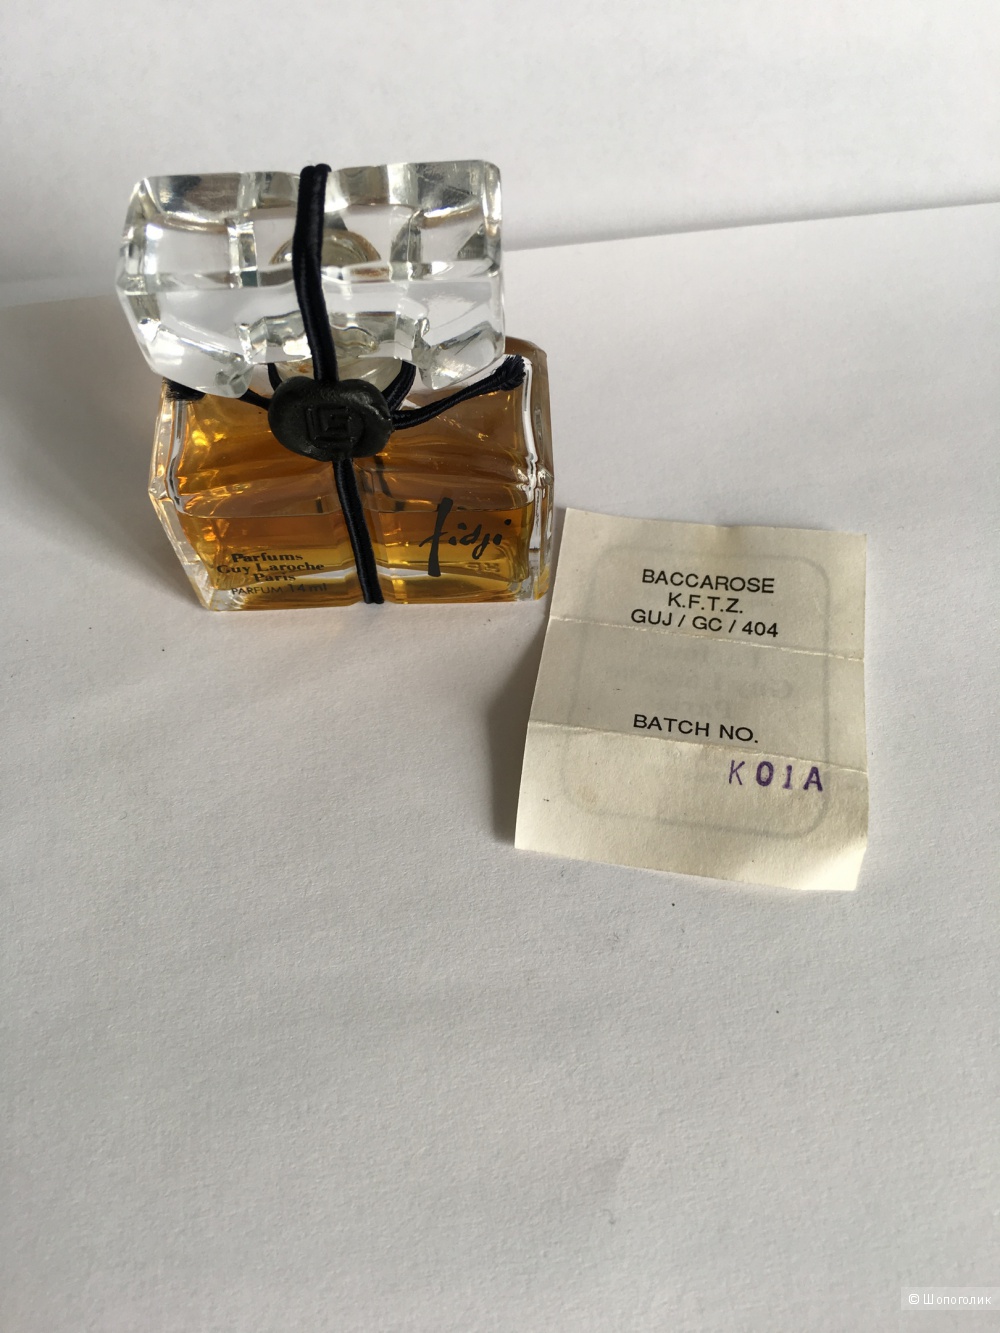 fidji
Parfums
Guy Laroche
Paris
PARFUM 14 ml
BACCAROSE
K.F.T.Z.
GUJ / GC / 404
BATCH NO.
K01A
© Шопоголик